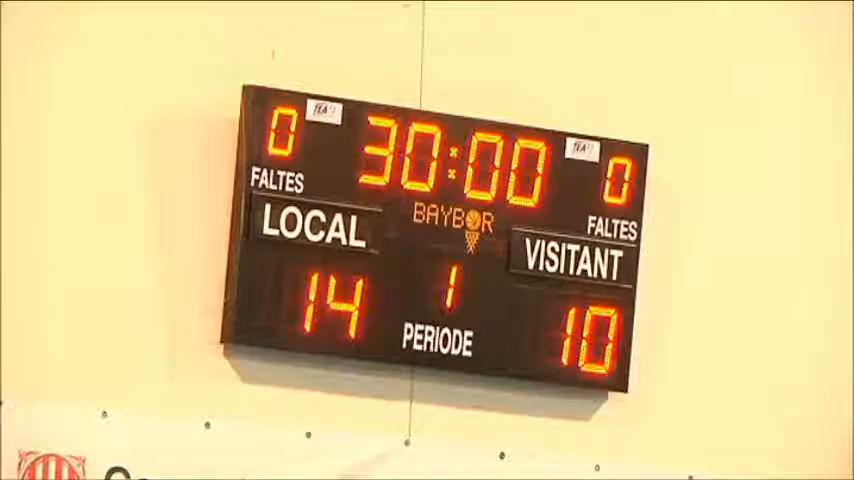 0 30:00 0
FALTES FALTES
BAYBOR
LOCAL VISITANT
14 1 10
PERIODE